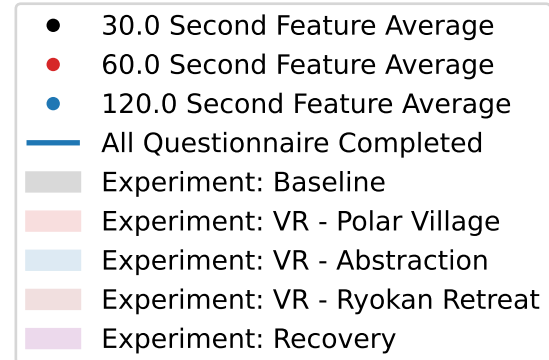 30.0 Second Feature Average
60.0 Second Feature Average
120.0 Second Feature Average
All Questionnaire Completed
Experiment: Baseline
Experiment: VR - Polar Village
Experiment: VR - Abstraction
Experiment: VR - Ryokan Retreat
Experiment: Recovery